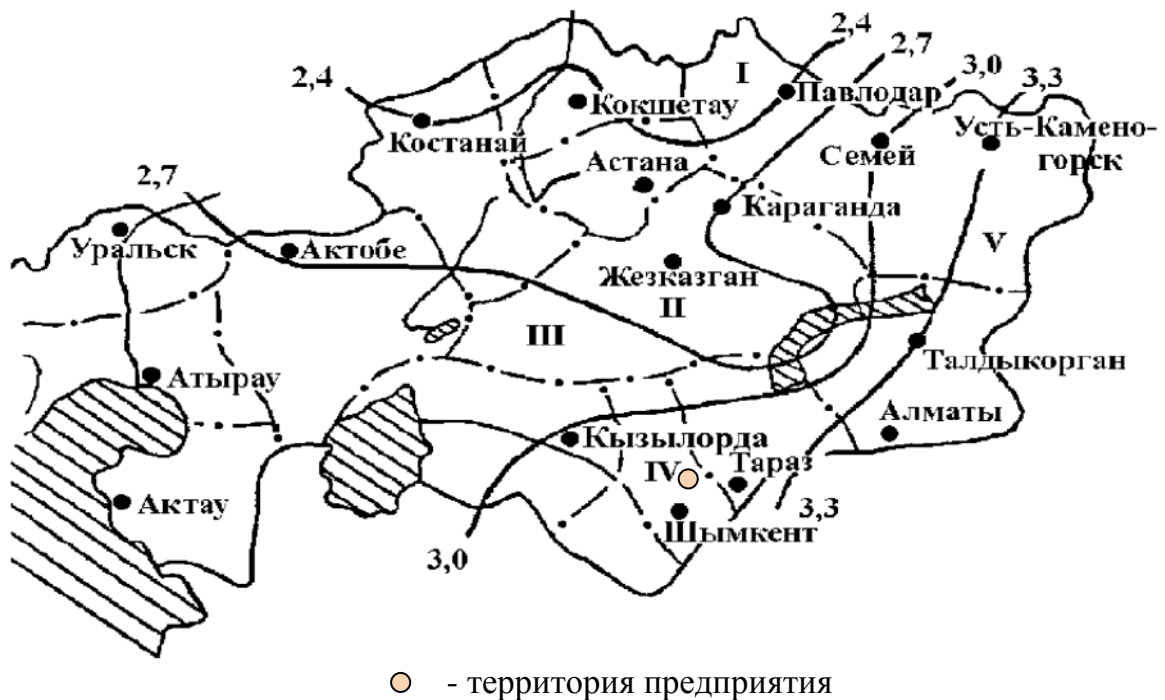 2,4
2,7
I
3,0
3,3
2,4
Кокшетау
Павлодар
Костанай
Астана
Семей
Усть-Камено-
горск
2,7
Караганда
Уральск
Актобе
Жезказган
V
II
III
Атырау
Талдыкорган
Алматы
Кызылорда
IV
Тараз
Актау
Шымкент
3,3
3,0
- территория предприятия